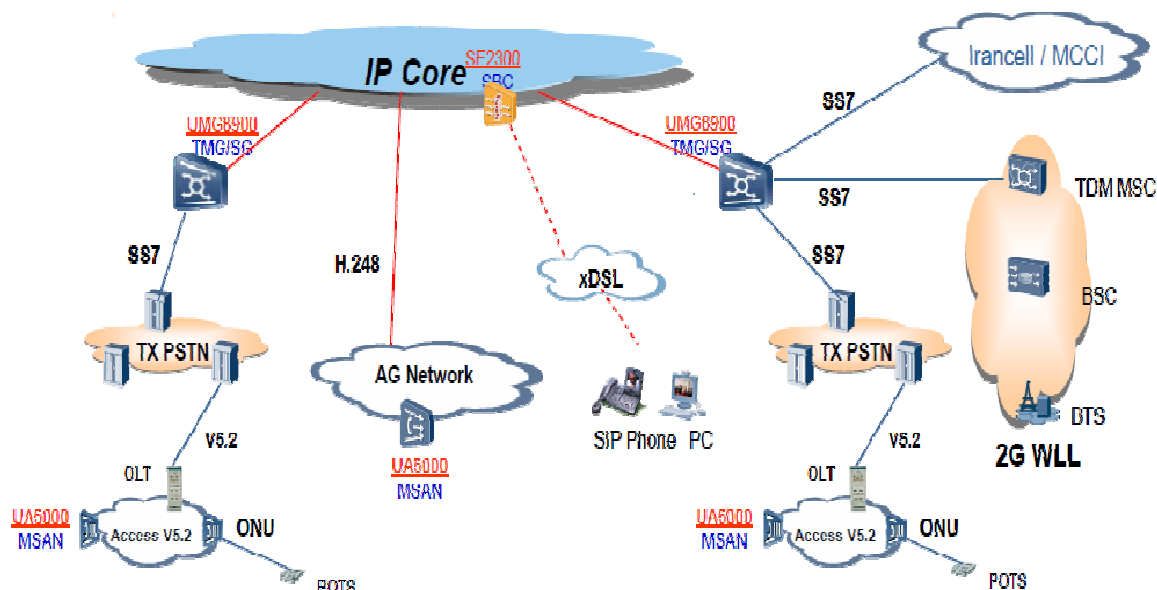 IP Core
SE2300
SBC
Irancell / MCCI
UMG8900
TMG/SG
UMG8900
TMG/SG
SS7
SS7
TDM MSC
SS7
SS7
H.248
xDSL
BSC
TX PSTN
TX PSTN
AG Network
BTS
V5.2
V5.2
SIP Phone
PC
2G WLL
UA5000
MSAN
OLT
OLT
UA5000
MSAN
Access V5.2
ONU
POTS
UA5000
MSAN
Access V5.2
ONU
POTS